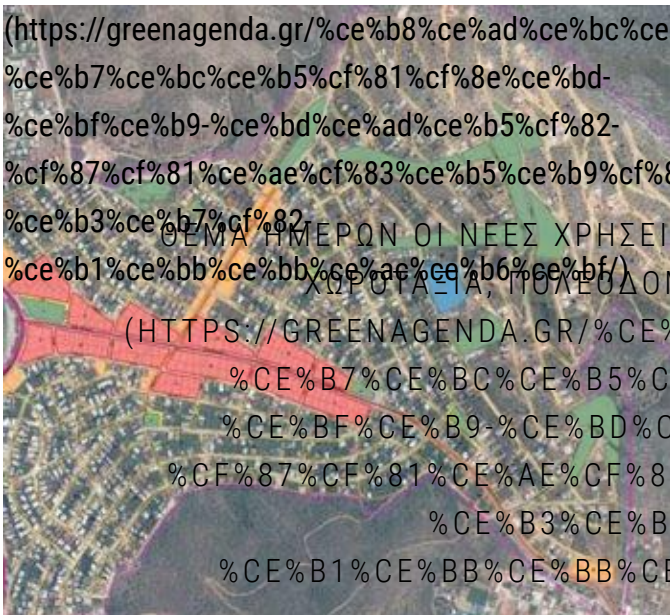 (https://greenagenda.gr/%ce%b8%ce%ad%ce%bc%ce
%ce%b7%ce%bc%ce%b5%cf%81%cf%8e%ce%bd-
%ce%bf%ce%b9-%ce%bd%ce%ad%ce%b5%cf%82-
%cf%87%cf%81%ce%ae%cf%83%ce%b5%ce%b9%cf%8
%ce%b3%ce%b7%cf%82-
ΘΕΜΑ ΗΜΕΡΩΝ ΟΙ ΝΕΕΣ ΧΡΗΣΕΙ
%ce%b1%ce%bb%ce%bb%ce%ac%ce%b6%ce%bf/)
ΧΩΡΟΤΑΞΙΑ, ΠΟΛΕΟΔΟΜ
(HTTPS://GREENAGENDA.GR/%CE%
%CE%B7%CE%BC%CE%B5%C
%CE%BF%CE%B9-%CE%BD%C
%CF%87%CF%81%CE%AE%CF%8
%CE%B3%CE%B
%CE%B1%CE%BB%CE%BB%CE